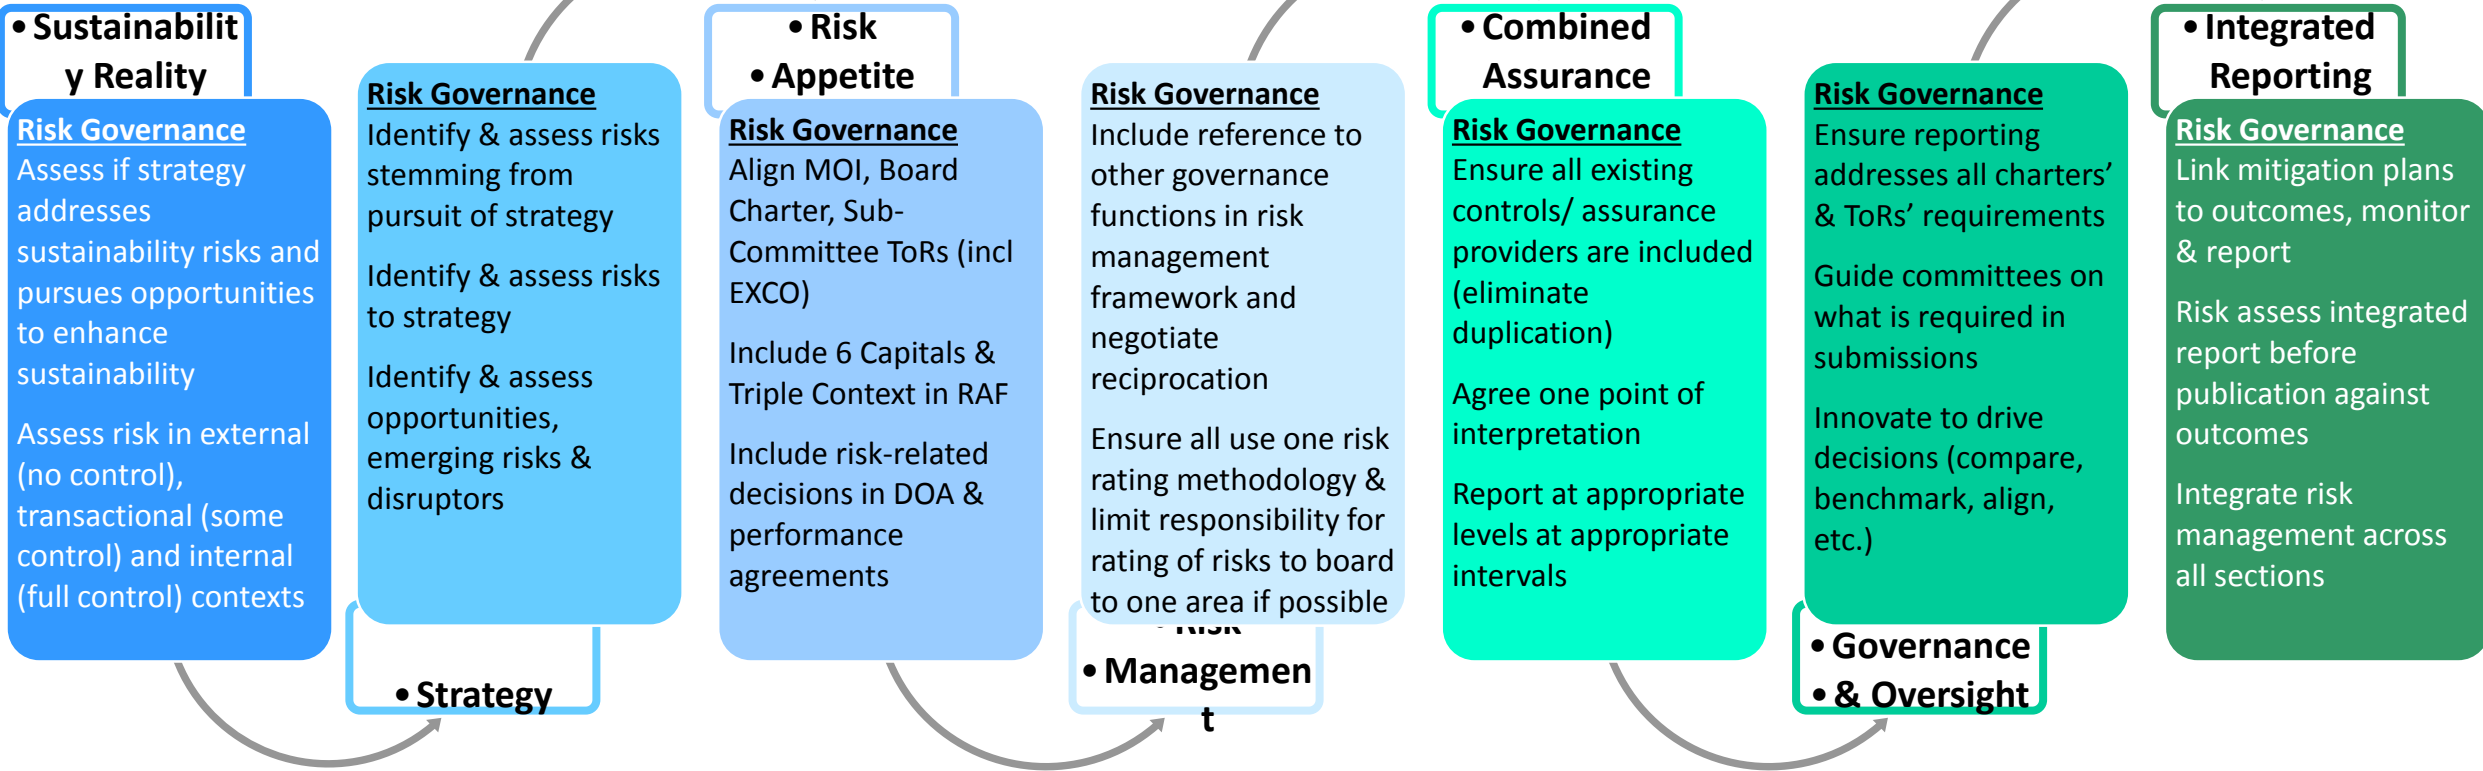 • Sustainabilit
y Reality
Risk Governance
Assess if strategy
addresses
sustainability risks and
pursues opportunities
to enhance
sustainability
Assess risk in external
(no control),
transactional (some
control) and internal
(full control) contexts
Risk Governance
Identify & assess risks
stemming from
pursuit of strategy
Identify & assess risks
to strategy
Identify & assess
opportunities,
emerging risks &
disruptors
• Strategy
• Risk
• Appetite
Risk Governance
Align MOI, Board
Charter, Sub-
Committee ToRs (incl
EXCO)
Include 6 Capitals &
Triple Context in RAF
Include risk-related
decisions in DOA &
performance
agreements
Risk Governance
Include reference to
other governance
functions in risk
management
framework and
negotiate
reciprocation
Ensure all use one risk
rating methodology &
limit responsibility for
rating of risks to board
to one area if possible
• Risk
• Managemen
t
• Combined
Assurance
Risk Governance
Ensure all existing
controls/ assurance
providers are included
(eliminate
duplication)
Agree one point of
interpretation
Report at appropriate
levels at appropriate
intervals
Risk Governance
Ensure reporting
addresses all charters’
& ToRs’ requirements
Guide committees on
what is required in
submissions
Innovate to drive
decisions (compare,
benchmark, align,
etc.)
• Governance
• & Oversight
• Integrated
Reporting
Risk Governance
Link mitigation plans
to outcomes, monitor
& report
Risk assess integrated
report before
publication against
outcomes
Integrate risk
management across
all sections